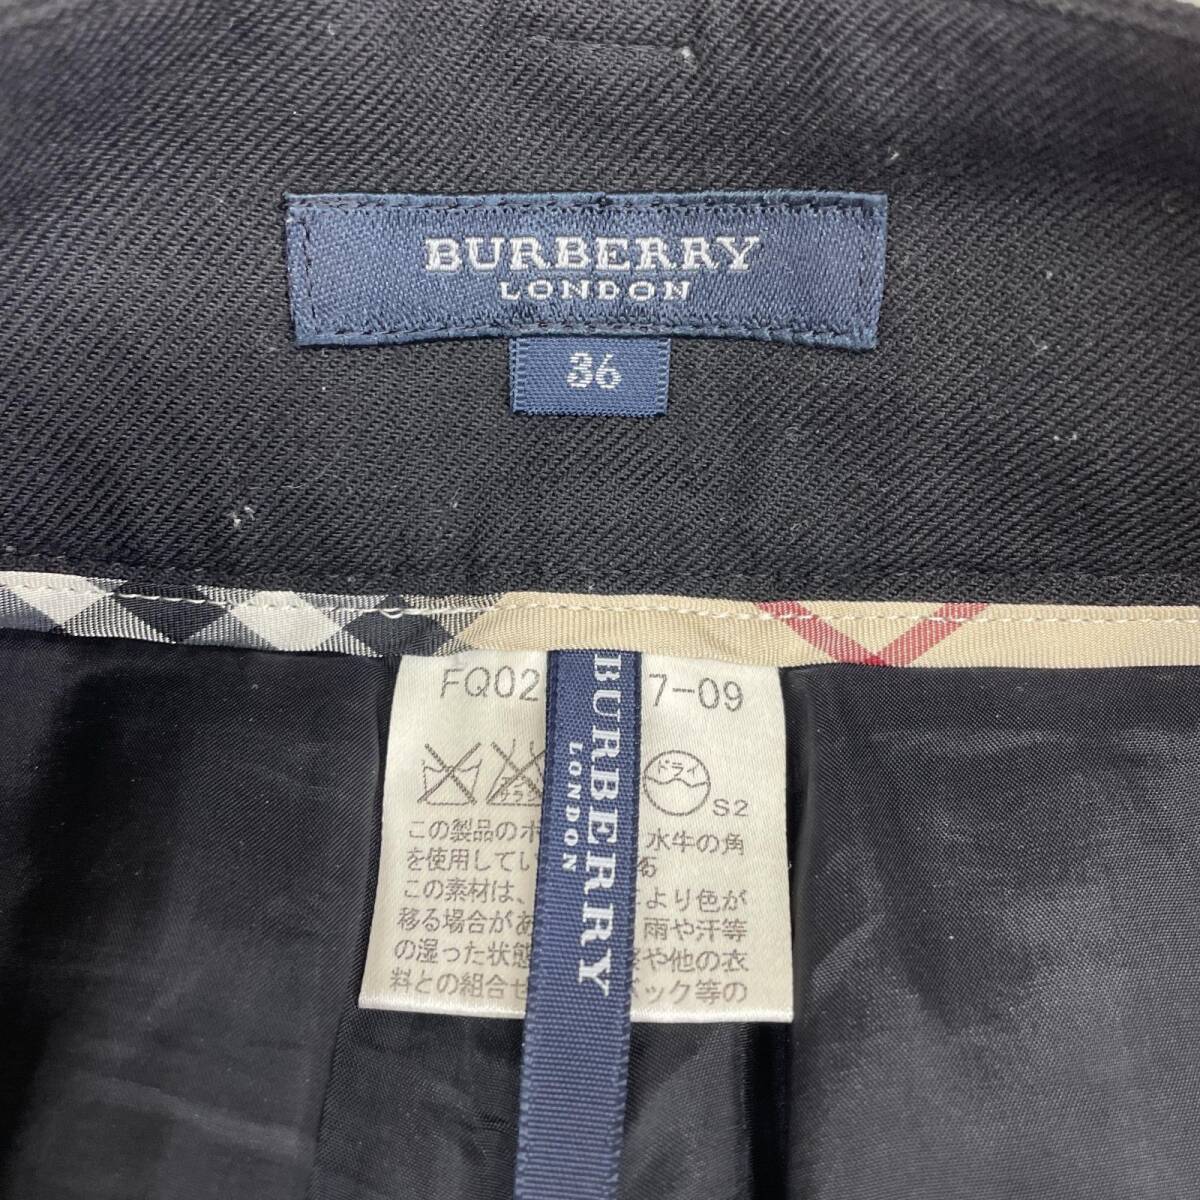 BURBERRY
LONDON
36
FQ02 7-09
BURBERRY
LONDON
ドライ
S2
この製品のボ 水牛の角
を使用してい る
この素材は、 より色が
移る場合があ 雨や汗等
の湿った状態 や他の衣
料との組合せ バック等の